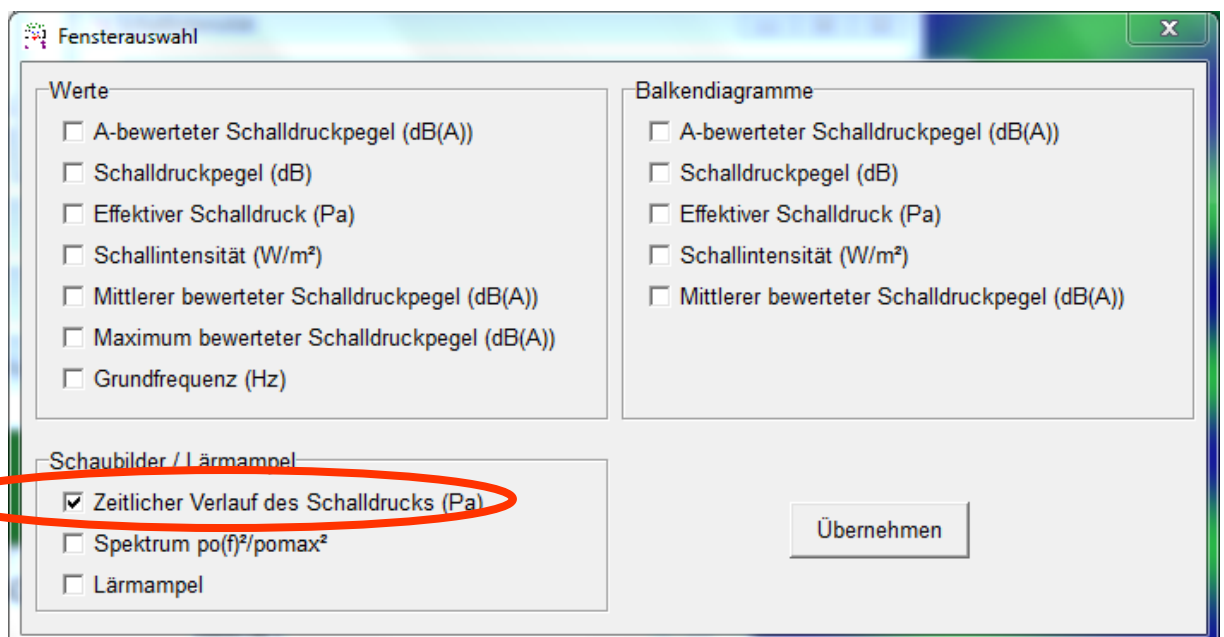 Fensterauswahl
Werte
A-bewerteter Schalldruckpegel (dB(A))
Schalldruckpegel (dB)
Effektiver Schalldruck (Pa)
Schallintensität (W/m²)
Mittlerer bewerteter Schalldruckpegel (dB(A))
Maximum bewerteter Schalldruckpegel (dB(A))
Grundfrequenz (Hz)
Balkendiagramme
A-bewerteter Schalldruckpegel (dB(A))
Schalldruckpegel (dB)
Effektiver Schalldruck (Pa)
Schallintensität (W/m²)
Mittlerer bewerteter Schalldruckpegel (dB(A))
Schaubilder / Lärmampel
Zeitlicher Verlauf des Schalldrucks (Pa)
Spektrum po(f)²/pomax²
Lärmampel
Übernehmen